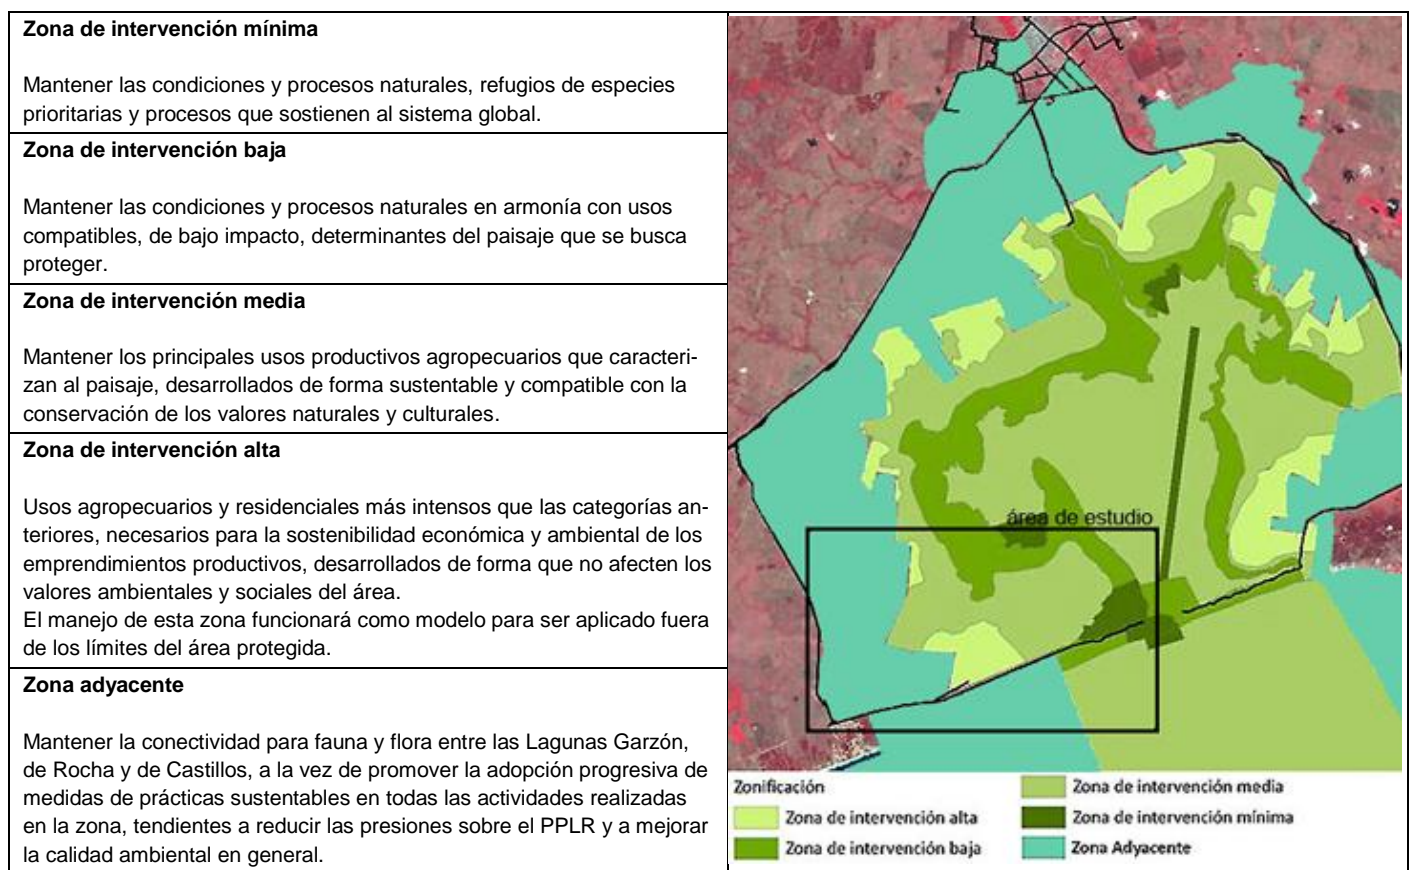 Zona de intervención mínima
Mantener las condiciones y procesos naturales, refugios de especies
prioritarias y procesos que sostienen al sistema global.
Zona de intervención baja
Mantener las condiciones y procesos naturales en armonía con usos
compatibles, de bajo impacto, determinantes del paisaje que se busca
proteger.
Zona de intervención media
Mantener los principales usos productivos agropecuarios que caracteri-
zan al paisaje, desarrollados de forma sustentable y compatible con la
conservación de los valores naturales y culturales.
Zona de intervención alta
Usos agropecuarios y residenciales más intensos que las categorías an-
teriores, necesarios para la sostenibilidad económica y ambiental de los
emprendimientos productivos, desarrollados de forma que no afecten los
valores ambientales y sociales del área.
El manejo de esta zona funcionará como modelo para ser aplicado fuera
de los límites del área protegida.
Zona adyacente
Mantener la conectividad para fauna y flora entre las Lagunas Garzón,
de Rocha y de Castillos, a la vez de promover la adopción progresiva de
medidas de prácticas sustentables en todas las actividades realizadas
en la zona, tendientes a reducir las presiones sobre el PPLR y a mejorar
la calidad ambiental en general.
área de estudio
Zonificación
Zona de intervención alta
Zona de intervención baja
Zona de intervención media
Zona de intervención mínima
Zona Adyacente